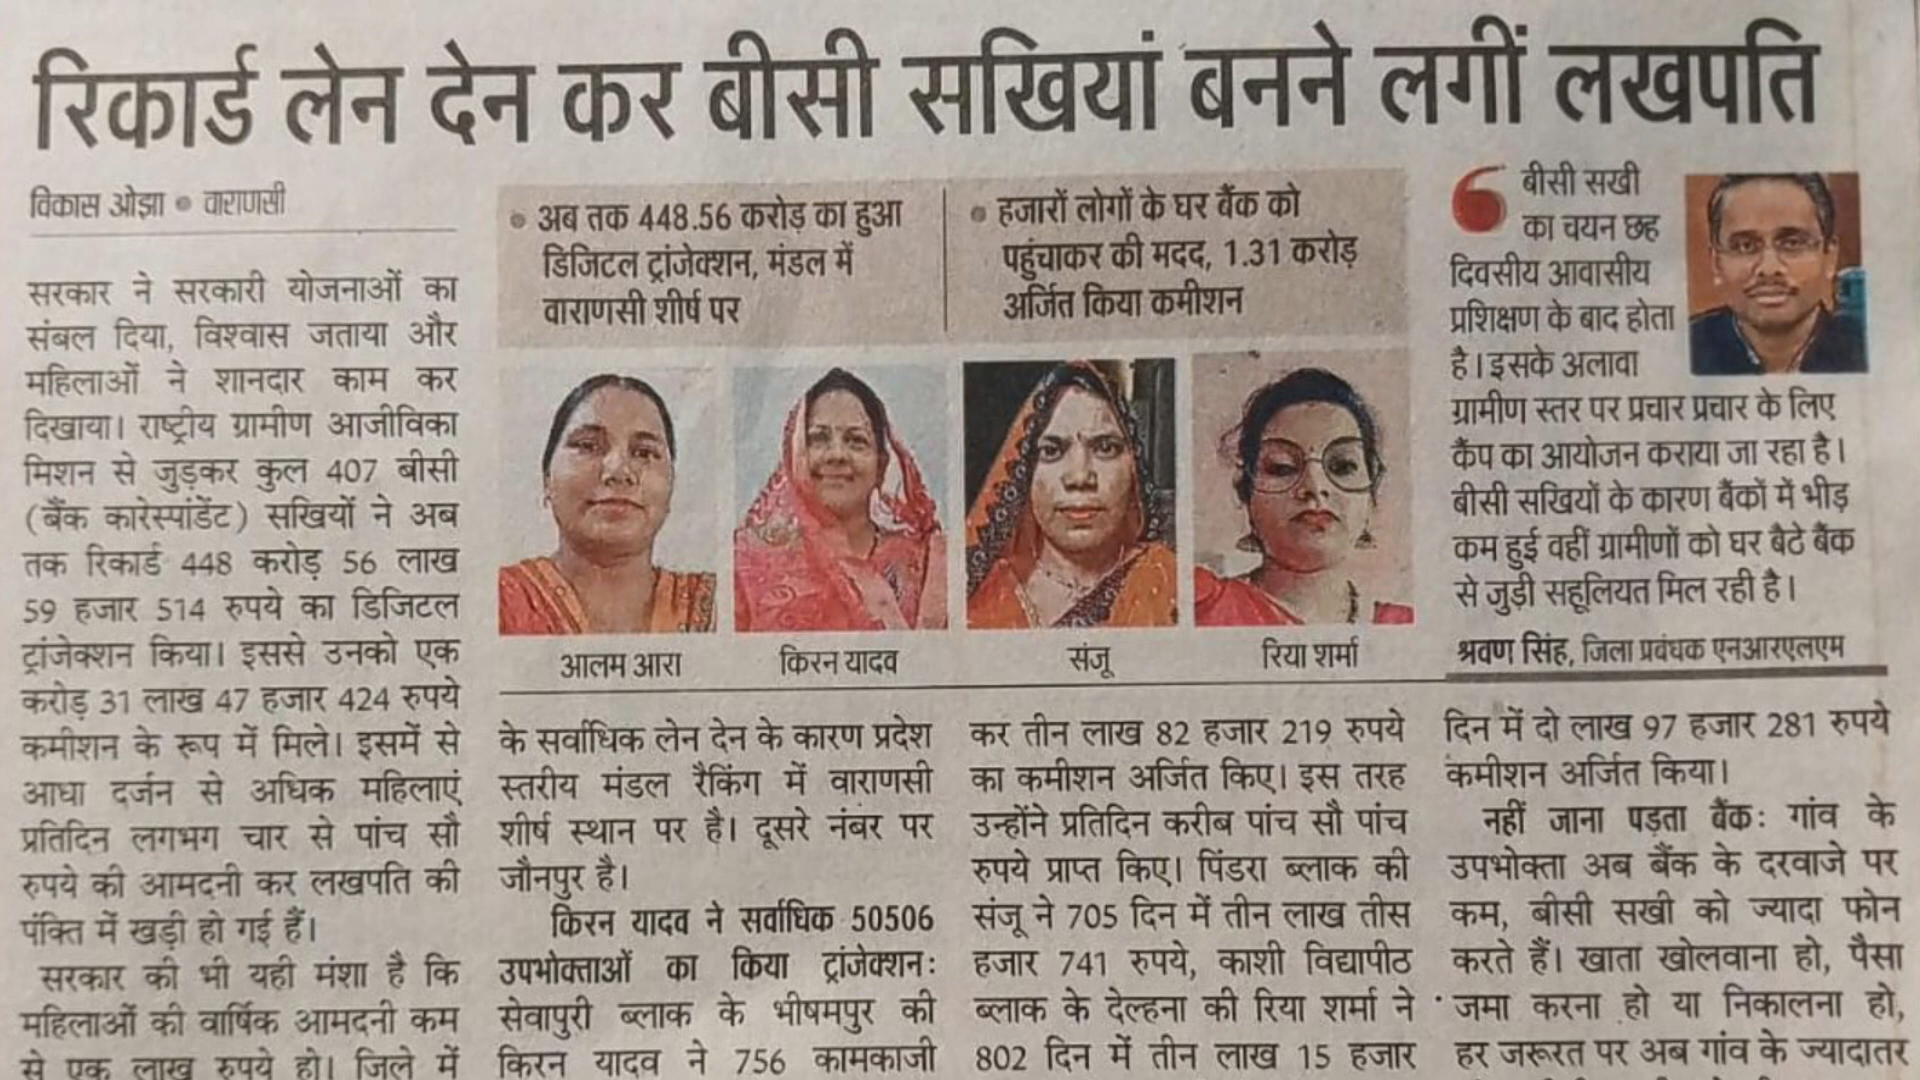 रिकार्ड लेन देन कर बीसी सखियां बनने लगीं लखपति
विकास ओझा • वाराणसी
सरकार ने सरकारी योजनाओं का
संबल दिया, विश्वास जताया और
महिलाओं ने शानदार काम कर
दिखाया। राष्ट्रीय ग्रामीण आजीविका
मिशन से जुड़कर कुल 407 बीसी
(बैंक कारेस्पांडेंट) सखियों ने अब
तक रिकार्ड 448 करोड़ 56 लाख
59 हजार 514 रुपये का डिजिटल
ट्रांजेक्शन किया। इससे उनको एक
करोड़ 31 लाख 47 हजार 424 रुपये
कमीशन के रूप में मिले। इसमें से
आधा दर्जन से अधिक महिलाएं
प्रतिदिन लगभग चार से पांच सौ
रुपये की आमदनी कर लखपति की
पंक्ति में खड़ी हो गई हैं।
सरकार की भी यही मंशा है कि
महिलाओं की वार्षिक आमदनी कम
से एक लाख रुपये हो। जिले में
• अब तक 448.56 करोड़ का हुआ
डिजिटल ट्रांजेक्शन, मंडल में
वाराणसी शीर्ष पर
• हजारों लोगों के घर बैंक को
पहुंचाकर की मदद, 1.31 करोड़
अर्जित किया कमीशन
आलम आरा
किरन यादव
संजू
रिया शर्मा
बीसी सखी
का चयन छह
दिवसीय आवासीय
प्रशिक्षण के बाद होता
है। इसके अलावा
ग्रामीण स्तर पर प्रचार प्रचार के लिए
कैंप का आयोजन कराया जा रहा है।
बीसी सखियों के कारण बैंकों में भीड़
कम हुई वहीं ग्रामीणों को घर बैठे बैंक
से जुड़ी सहूलियत मिल रही है।
श्रवण सिंह, जिला प्रबंधक एनआरएलएम
के सर्वाधिक लेन देन के कारण प्रदेश
स्तरीय मंडल रैकिंग में वाराणसी
शीर्ष स्थान पर है। दूसरे नंबर पर
जौनपुर है।
किरन यादव ने सर्वाधिक 50506
उपभोक्ताओं का किया ट्रांजेक्शन:
सेवापुरी ब्लाक के भीषमपुर की
किरन यादव ने 756 कामकाजी
कर तीन लाख 82 हजार 219 रुपये
का कमीशन अर्जित किए। इस तरह
उन्होंने प्रतिदिन करीब पांच सौ पांच
रुपये प्राप्त किए। पिंडरा ब्लाक की
संजू ने 705 दिन में तीन लाख तीस
हजार 741 रुपये, काशी विद्यापीठ
ब्लाक के देल्हना की रिया शर्मा ने
802 दिन में तीन लाख 15 हजार
दिन में दो लाख 97 हजार 281 रुपये
कमीशन अर्जित किया।
नहीं जाना पड़ता बैंक: गांव के
उपभोक्ता अब बैंक के दरवाजे पर
कम, बीसी सखी को ज्यादा फोन
करते हैं। खाता खोलवाना हो, पैसा
जमा करना हो या निकालना हो,
हर जरूरत पर अब गांव के ज्यादातर